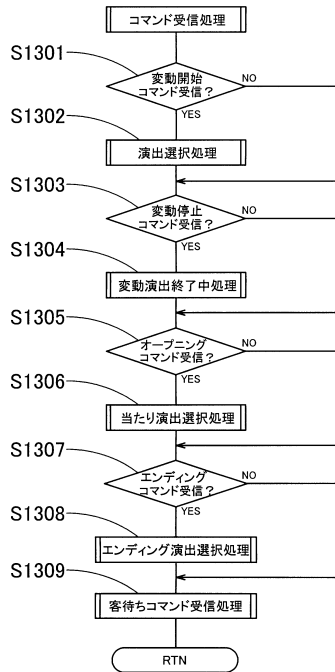 コマンド受信処理
S1301
変動開始
コマンド受信？
NO
YES
S1302
演出選択処理
S1303
変動停止
コマンド受信？
NO
YES
S1304
変動演出終了中処理
S1305
オープニング
コマンド受信？
NO
YES
S1306
当たり演出選択処理
S1307
エンディング
コマンド受信？
NO
YES
S1308
エンディング演出選択処理
S1309
客待ちコマンド受信処理
RTN